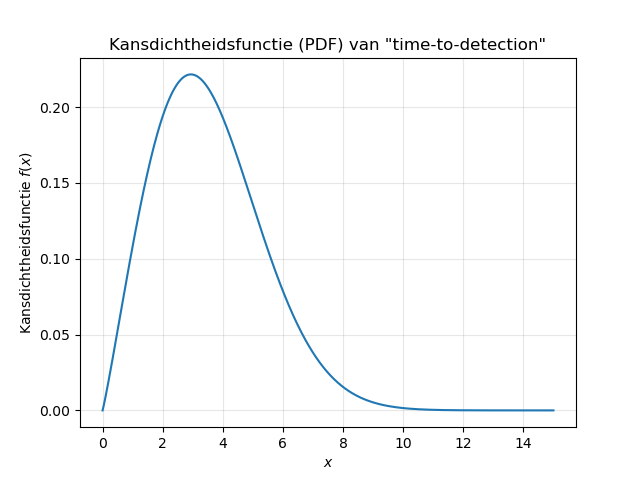 Kansdichtheidsfunctie (PDF) van "time-to-detection"
Kansdichtheidsfunctie f(x)
0.20
0.15
0.10
0.05
0.00
0 2 4 6 8 10 12 14
x